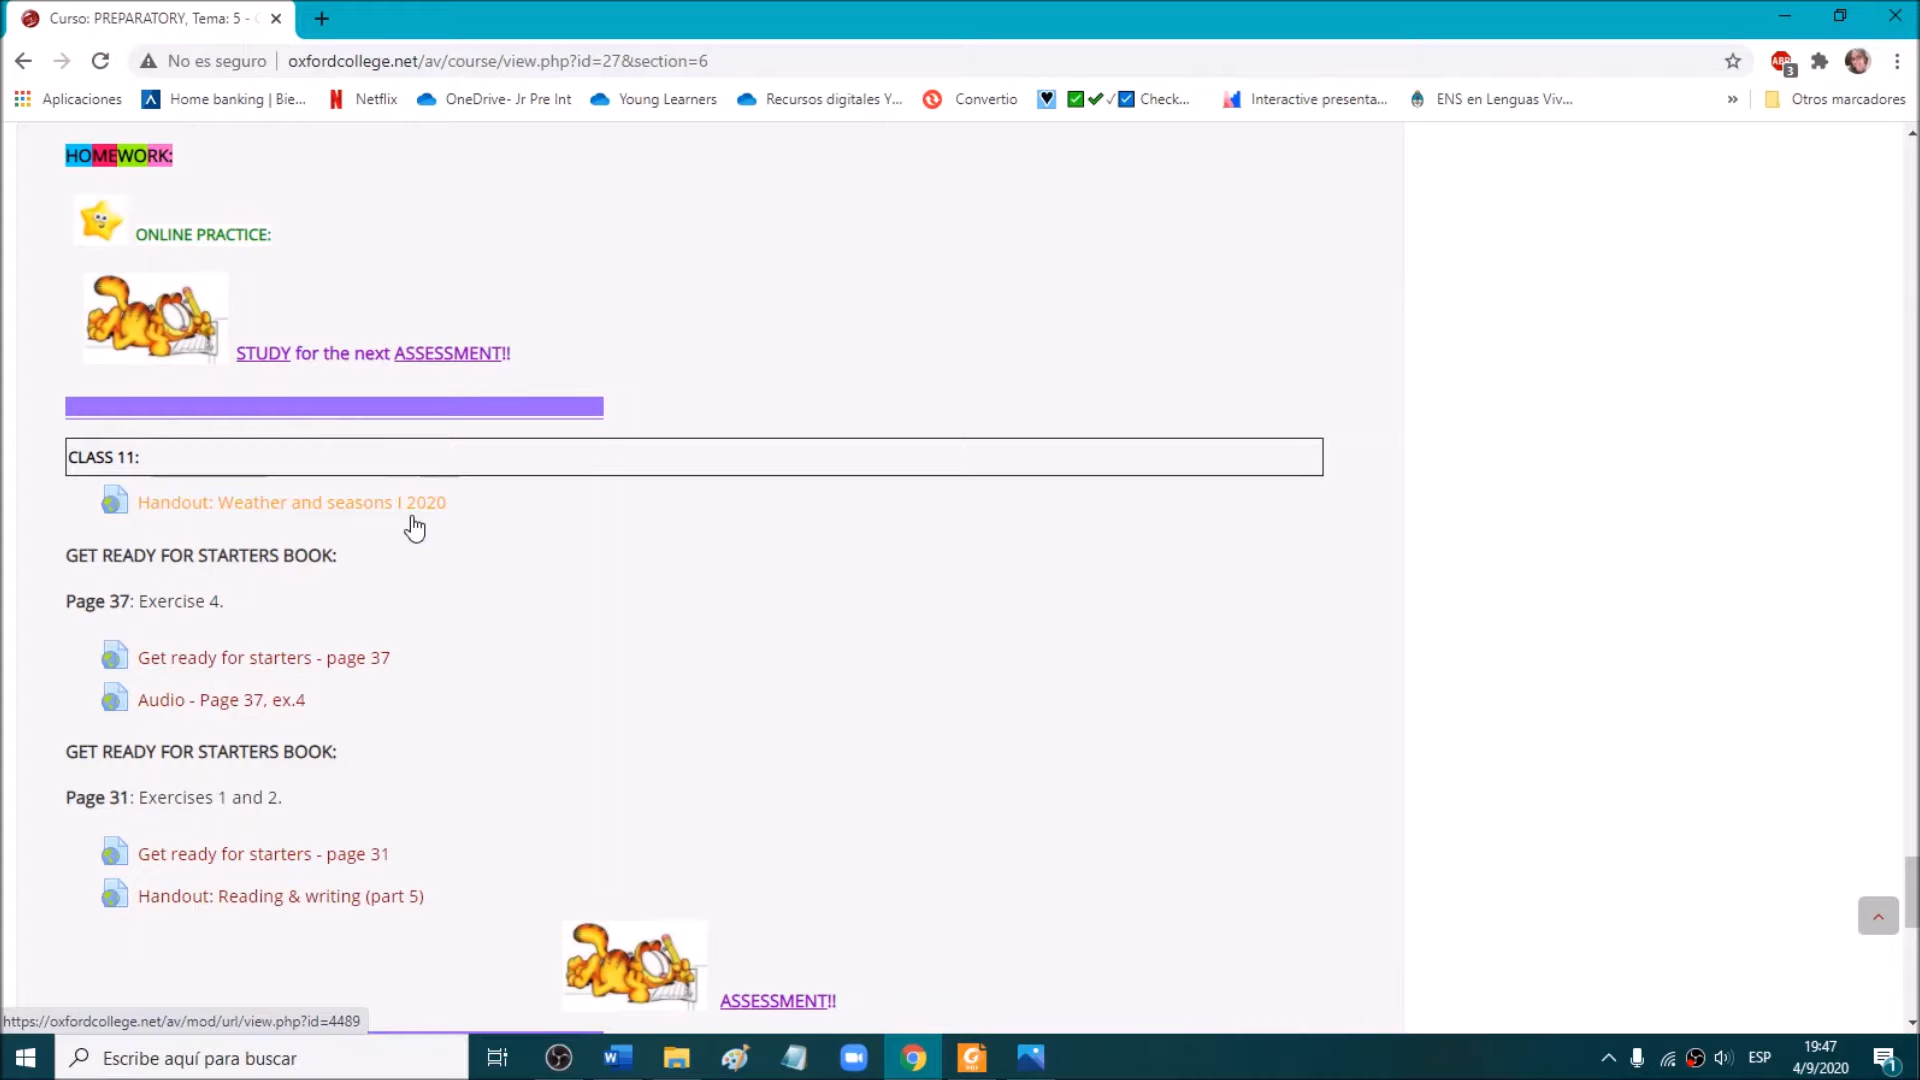 Curso: PREPARATORY, Tema: 5 -
No es seguro
oxfordcollege.net/av/course/view.php?id=27&section=6
ABP
3
Aplicaciones
Home banking | Bie...
Netflix
OneDrive- Jr Pre Int
Young Learners
Recursos digitales Y...
Convertio
Check...
Interactive presenta...
ENS en Lenguas Viv...
»
Otros marcadores
HOMEWORK:
ONLINE PRACTICE:
STUDY for the next ASSESSMENT!!
CLASS 11:
Handout: Weather and seasons I 2020
GET READY FOR STARTERS BOOK:
Page 37: Exercise 4.
Get ready for starters - page 37
Audio - Page 37, ex.4
GET READY FOR STARTERS BOOK:
Page 31: Exercises 1 and 2.
Get ready for starters - page 31
Handout: Reading & writing (part 5)
ASSESSMENT!!
https://oxfordcollege.net/av/mod/url/view.php?id=4489
Escribe aquí para buscar
ESP
19:47
4/9/2020
1